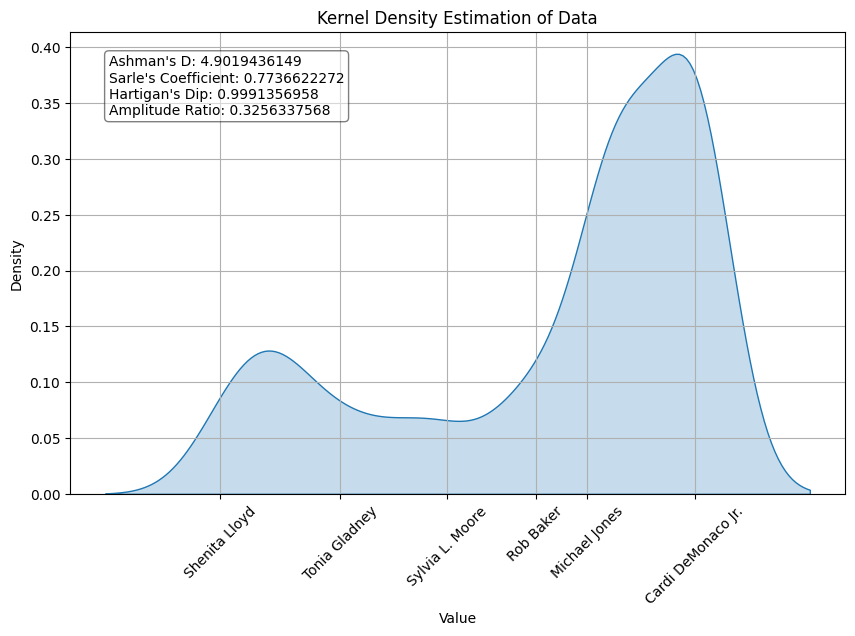 Kernel Density Estimation of Data
Ashman's D: 4.9019436149
Sarle's Coefficient: 0.7736622272
Hartigan's Dip: 0.9991356958
Amplitude Ratio: 0.3256337568
0.40
0.35
0.30
0.25
0.20
0.15
0.10
0.05
0.00
Density
Shenita Lloyd
Tonia Gladney
Sylvia L. Moore
Rob Baker
Michael Jones
Cardi DeMonaco Jr.
Value